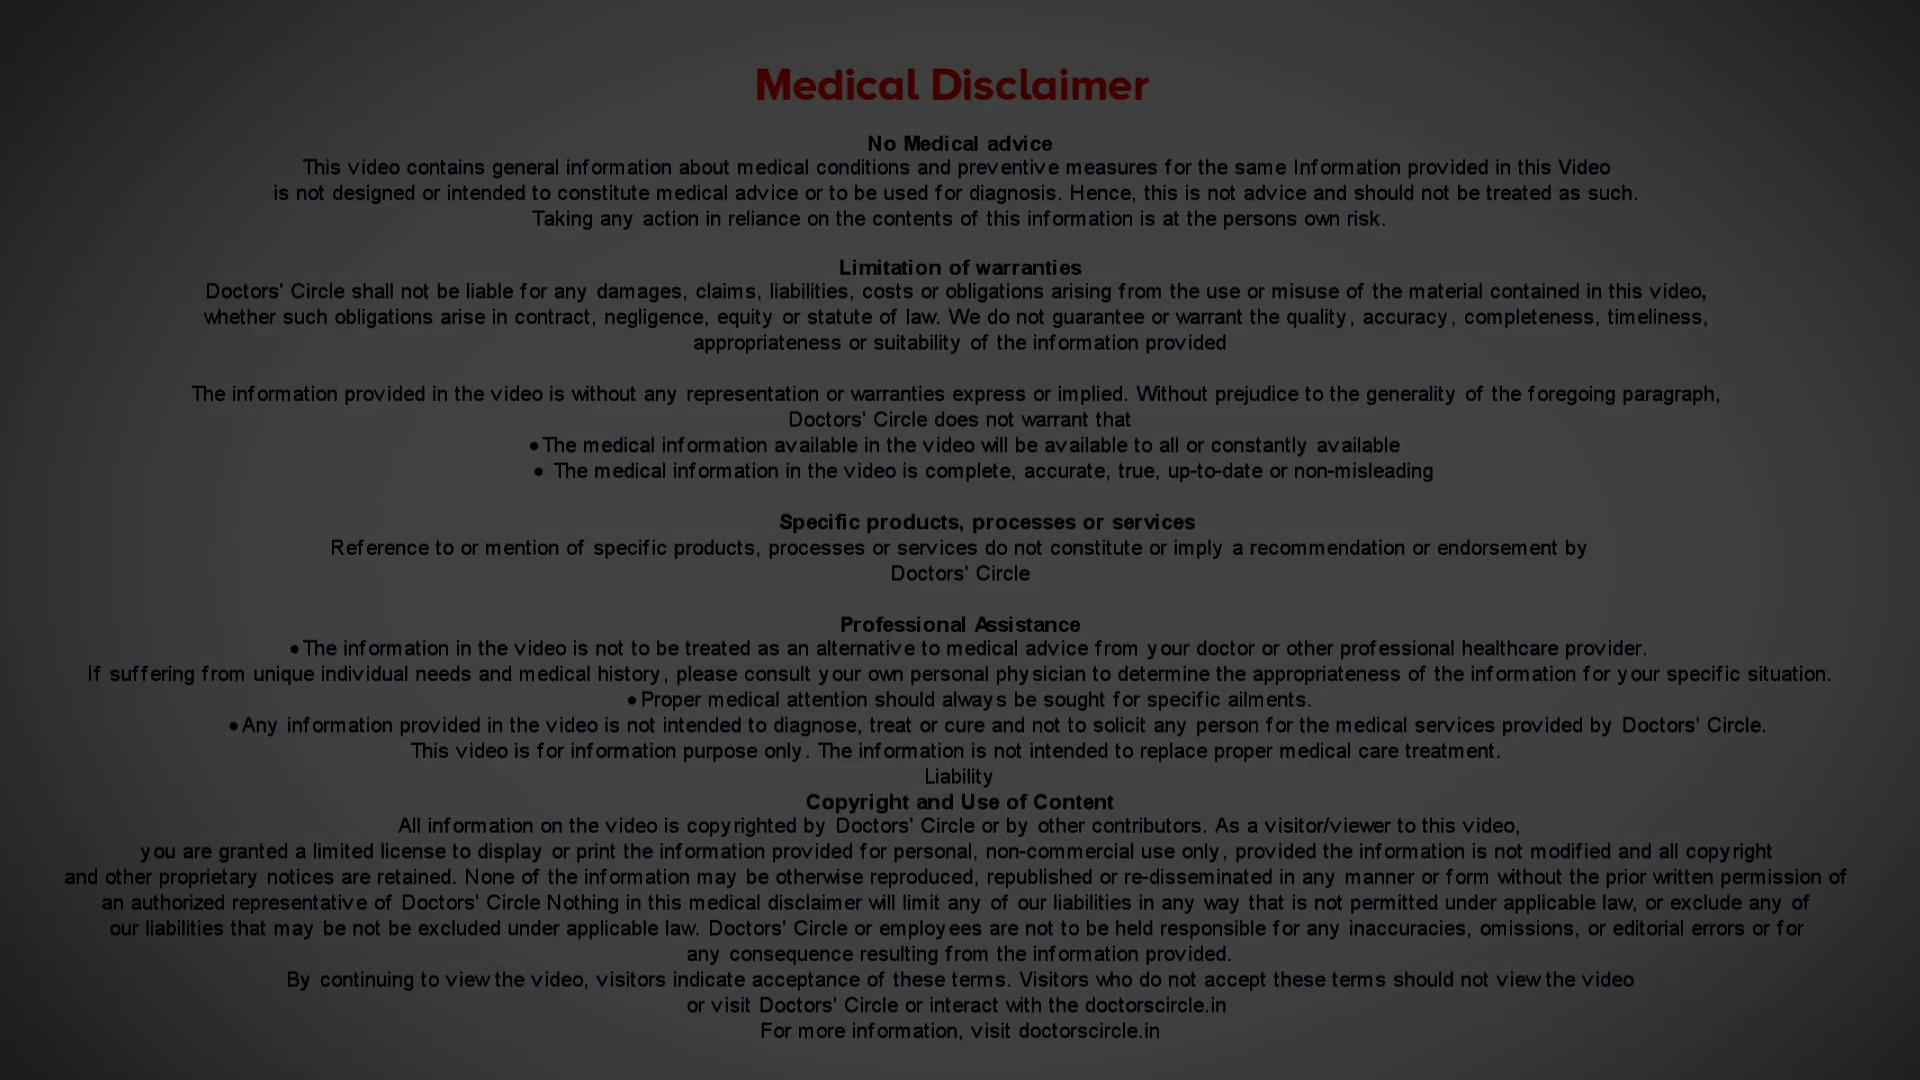 Medical Disclaimer
No Medical advice
This video contains general information about medical conditions and preventive measures for the same Information provided in this Video
is not designed or intended to constitute medical advice or to be used for diagnosis. Hence, this is not advice and should not be treated as such.
Taking any action in reliance on the contents of this information is at the persons own risk.
Limitation of warranties
Doctors' Circle shall not be liable for any damages, claims, liabilities, costs or obligations arising from the use or misuse of the material contained in this video,
whether such obligations arise in contract, negligence, equity or statute of law. We do not guarantee or warrant the quality, accuracy, completeness, timeliness,
appropriateness or suitability of the information provided
The information provided in the video is without any representation or warranties express or implied. Without prejudice to the generality of the foregoing paragraph,
Doctors' Circle does not warrant that
•The medical information available in the video will be available to all or constantly available
• The medical information in the video is complete, accurate, true, up-to-date or non-misleading
Specific products, processes or services
Reference to or mention of specific products, processes or services do not constitute or imply a recommendation or endorsement by
Doctors' Circle
Professional Assistance
•The information in the video is not to be treated as an alternative to medical advice from your doctor or other professional healthcare provider.
If suffering from unique individual needs and medical history, please consult your own personal physician to determine the appropriateness of the information for your specific situation.
•Proper medical attention should always be sought for specific ailments.
•Any information provided in the video is not intended to diagnose, treat or cure and not to solicit any person for the medical services provided by Doctors' Circle.
This video is for information purpose only. The information is not intended to replace proper medical care treatment.
Liability
Copyright and Use of Content
All information on the video is copyrighted by Doctors' Circle or by other contributors. As a visitor/viewer to this video,
you are granted a limited license to display or print the information provided for personal, non-commercial use only, provided the information is not modified and all copyright
and other proprietary notices are retained. None of the information may be otherwise reproduced, republished or re-disseminated in any manner or form without the prior written permission of
an authorized representative of Doctors' Circle Nothing in this medical disclaimer will limit any of our liabilities in any way that is not permitted under applicable law, or exclude any of
our liabilities that may be not be excluded under applicable law. Doctors' Circle or employees are not to be held responsible for any inaccuracies, omissions, or editorial errors or for
any consequence resulting from the information provided.
By continuing to view the video, visitors indicate acceptance of these terms. Visitors who do not accept these terms should not view the video
or visit Doctors' Circle or interact with the doctorscircle.in
For more information, visit doctorscircle.in